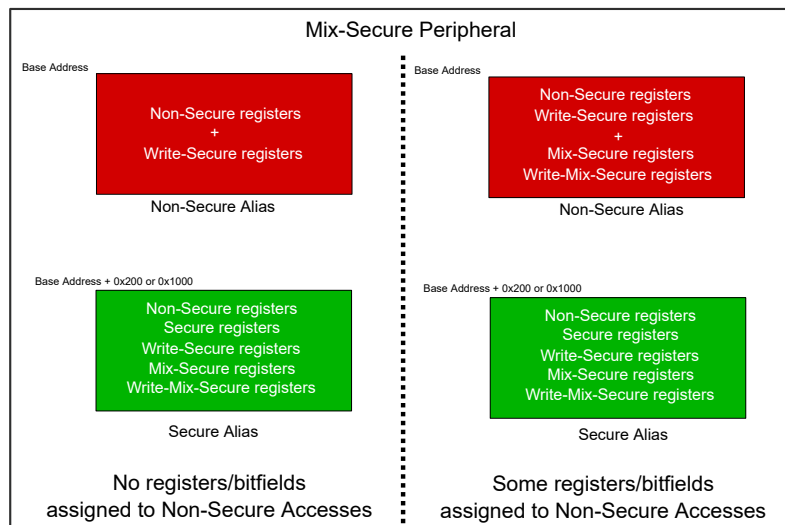 Mix-Secure Peripheral
Base Address
Non-Secure registers
+
Write-Secure registers
Non-Secure Alias
Base Address + 0x200 or 0x1000
Non-Secure registers
Secure registers
Write-Secure registers
Mix-Secure registers
Write-Mix-Secure registers
Secure Alias
No registers/bitfields
assigned to Non-Secure Accesses
Base Address
Non-Secure registers
Write-Secure registers
+
Mix-Secure registers
Write-Mix-Secure registers
Non-Secure Alias
Base Address + 0x200 or 0x1000
Non-Secure registers
Secure registers
Write-Secure registers
Mix-Secure registers
Write-Mix-Secure registers
Secure Alias
Some registers/bitfields
assigned to Non-Secure Accesses